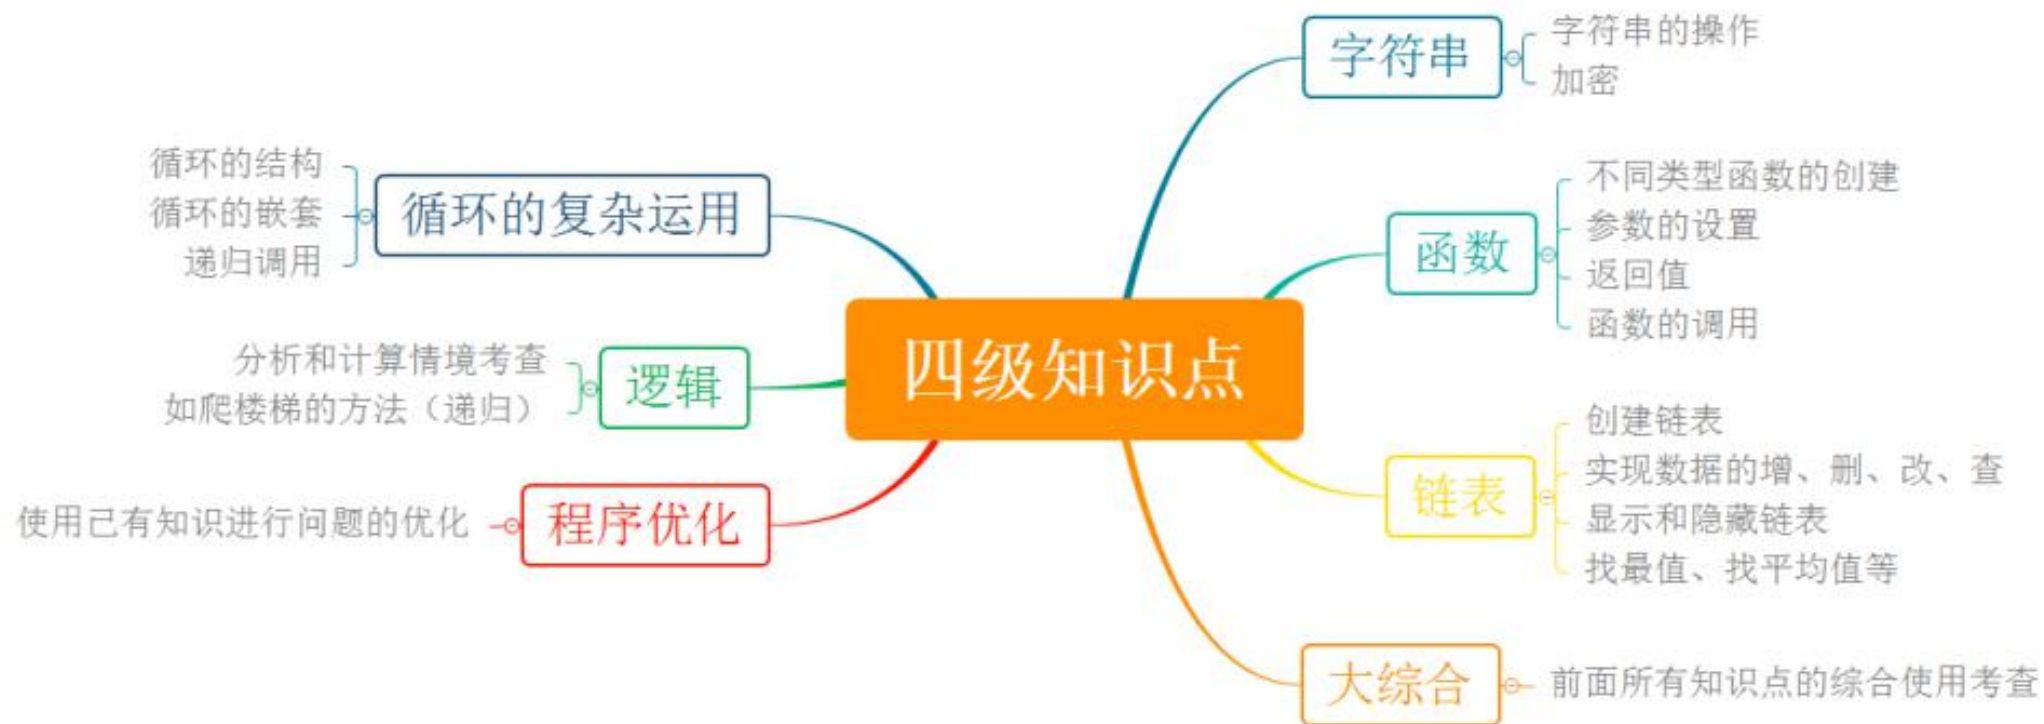 四级知识点
字符串
字符串的操作
加密
函数
不同类型函数的创建
参数的设置
返回值
函数的调用
链表
创建链表
实现数据的增、删、改、查
显示和隐藏链表
找最值、找平均值等
大综合
前面所有知识点的综合使用考查
循环的复杂运用
循环的结构
循环的嵌套
递归调用
逻辑
分析和计算情境考查
如爬楼梯的方法（递归）
程序优化
使用己有知识进行问题的优化